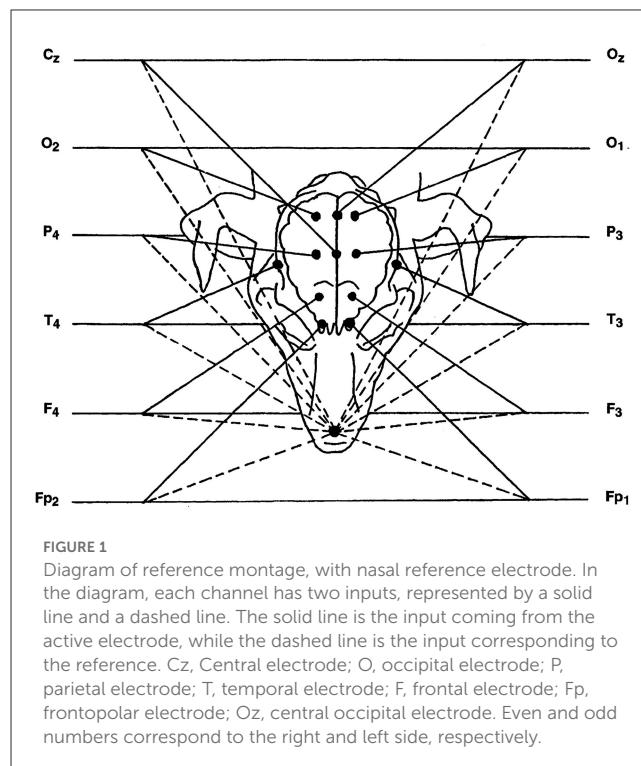 Cz Oz
O2 O1
P4 P3
T4 T3
F4 F3
Fp2 Fp1
FIGURE 1
Diagram of reference montage, with nasal reference electrode. In
the diagram, each channel has two inputs, represented by a solid
line and a dashed line. The solid line is the input coming from the
active electrode, while the dashed line is the input corresponding to
the reference. Cz, Central electrode; O, occipital electrode; P,
parietal electrode; T, temporal electrode; F, frontal electrode; Fp,
frontopolar electrode; Oz, central occipital electrode. Even and odd
numbers correspond to the right and left side, respectively.